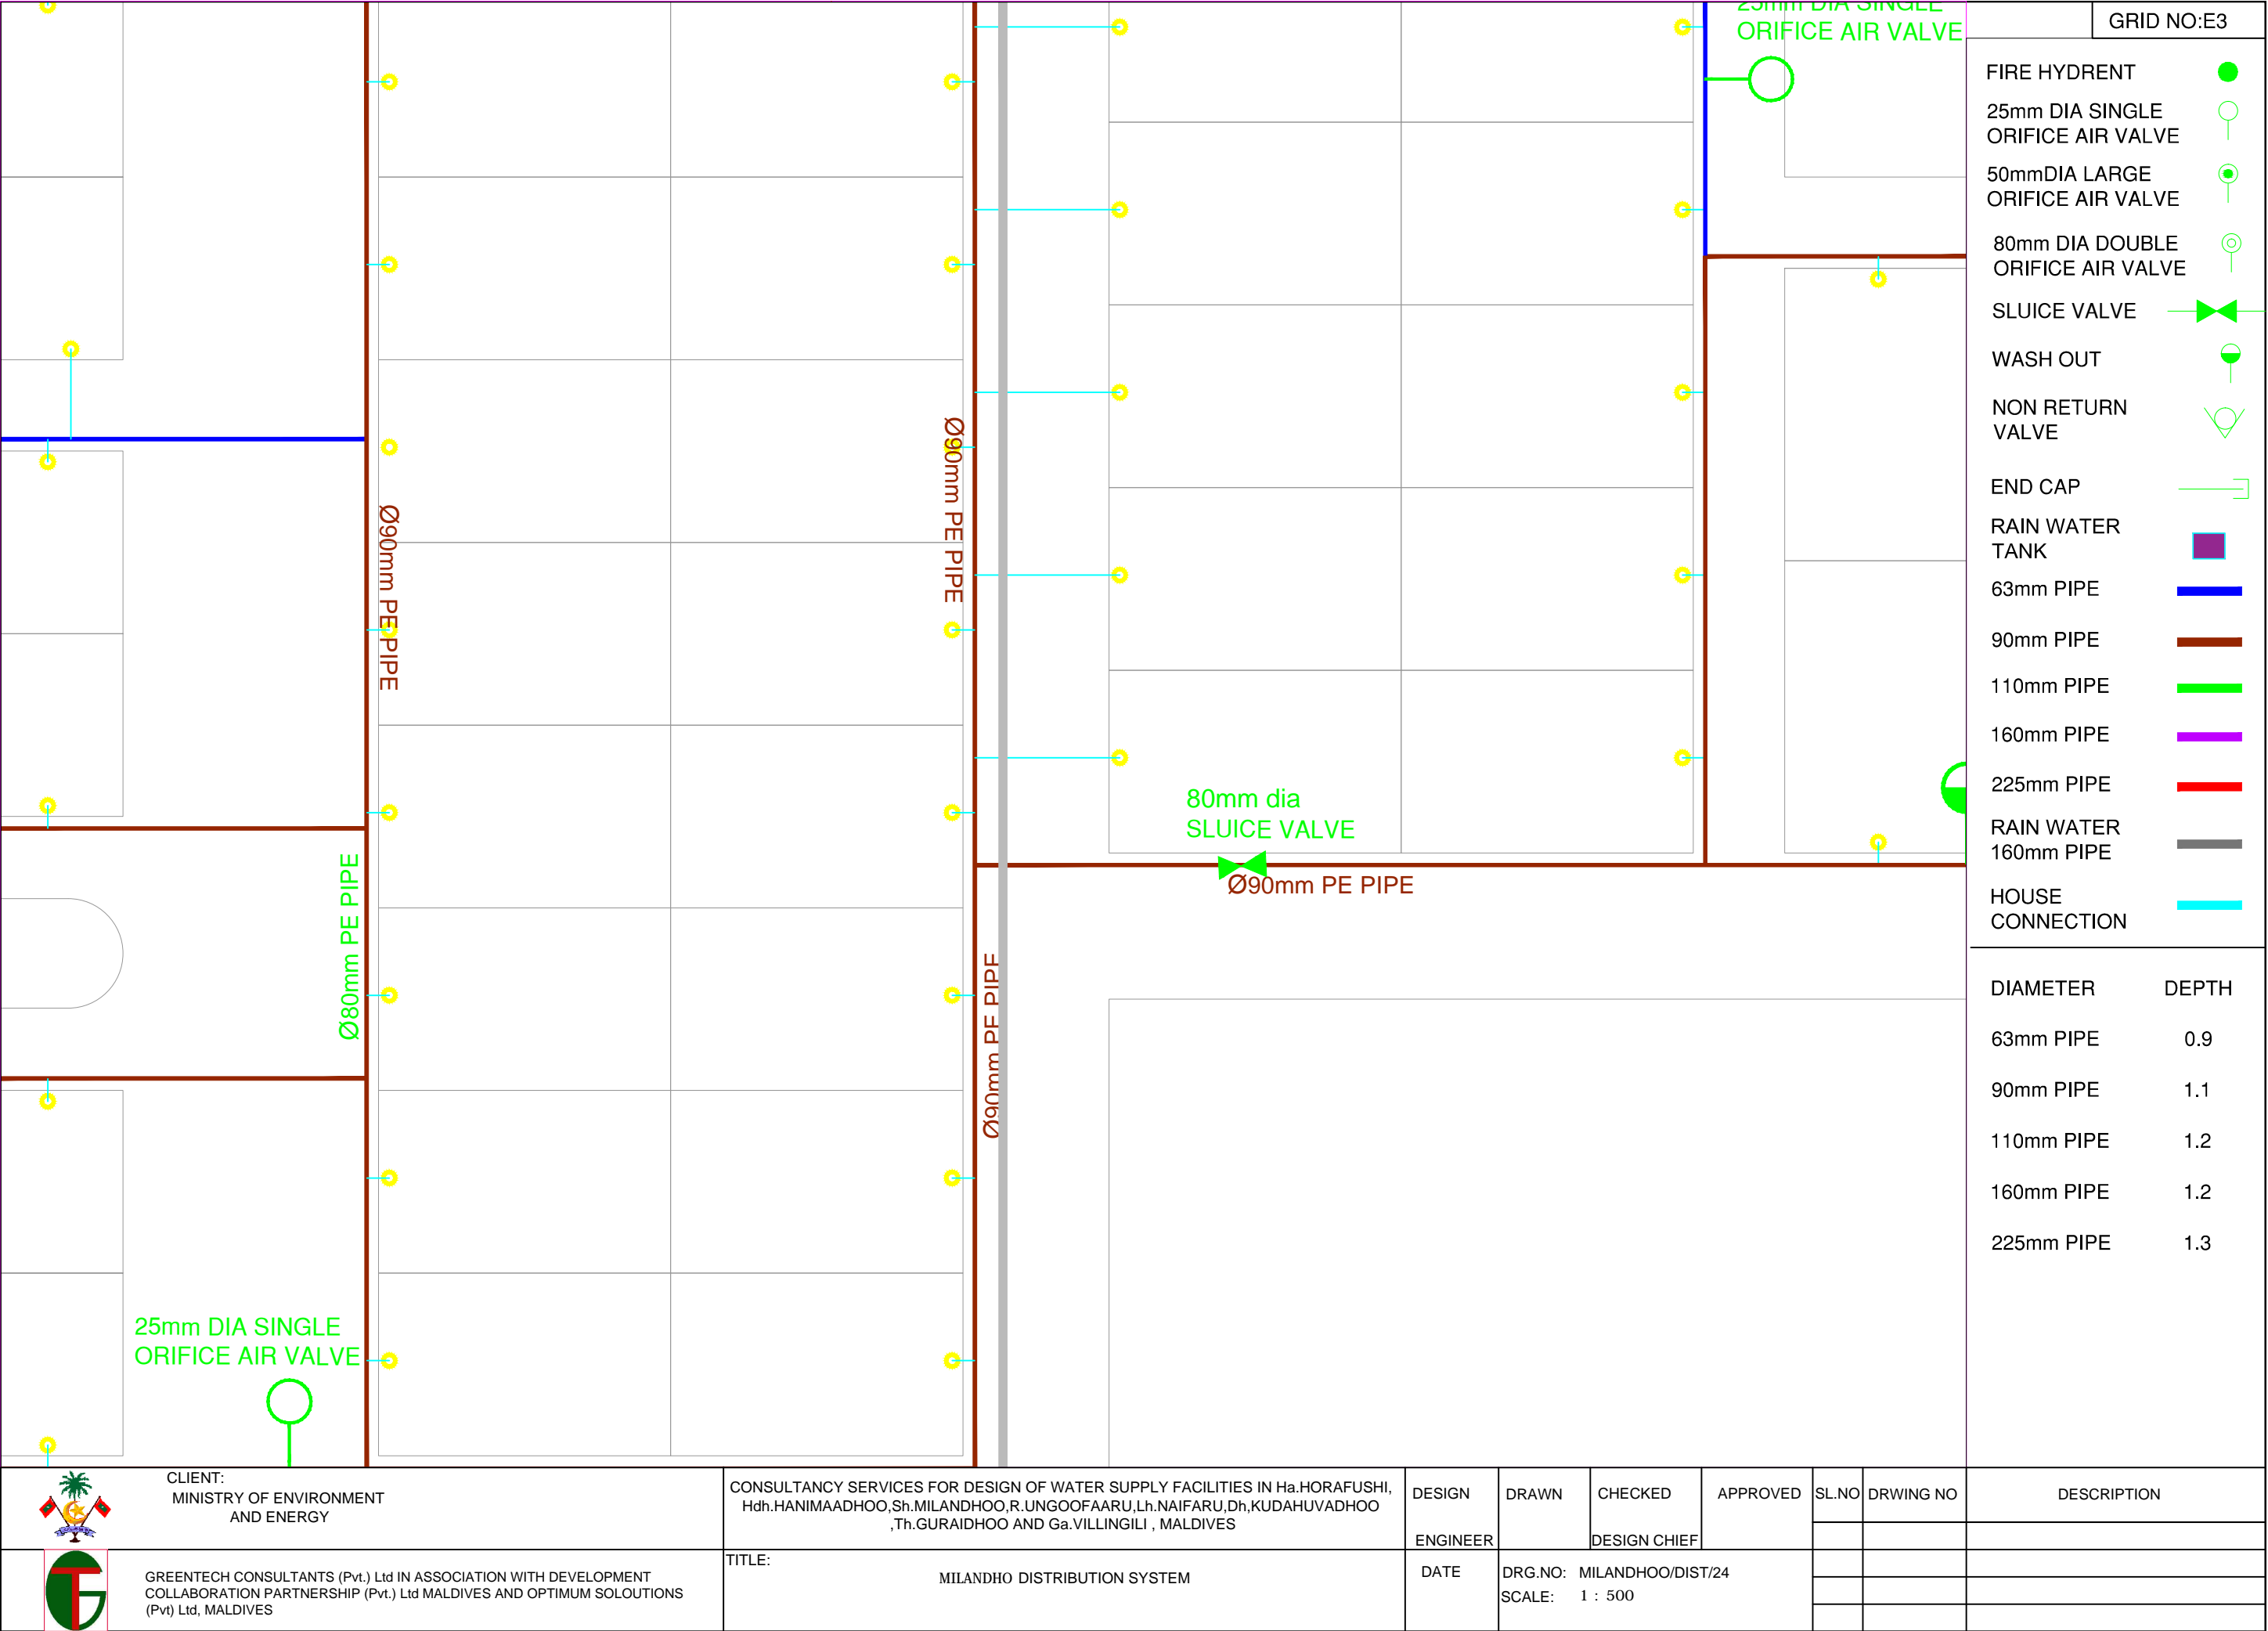 25mm DIA SINGLE
ORIFICE AIR VALVE
Ø90mm PE PIPE
Ø90mm PE PIPE
80mm dia
SLUICE VALVE
Ø90mm PE PIPE
Ø80mm PE PIPE
Ø90mm PE PIPE
25mm DIA SINGLE
ORIFICE AIR VALVE
GRID NO:E3
FIRE HYDRENT
25mm DIA SINGLE
ORIFICE AIR VALVE
50mmDIA LARGE
ORIFICE AIR VALVE
80mm DIA DOUBLE
ORIFICE AIR VALVE
SLUICE VALVE
WASH OUT
NON RETURN
VALVE
END CAP
RAIN WATER
TANK
63mm PIPE
90mm PIPE
110mm PIPE
160mm PIPE
225mm PIPE
RAIN WATER
160mm PIPE
HOUSE
CONNECTION
DIAMETER DEPTH
63mm PIPE 0.9
90mm PIPE 1.1
110mm PIPE 1.2
160mm PIPE 1.2
225mm PIPE 1.3
CLIENT:
MINISTRY OF ENVIRONMENT
AND ENERGY
GREENTECH CONSULTANTS (Pvt.) Ltd IN ASSOCIATION WITH DEVELOPMENT
COLLABORATION PARTNERSHIP (Pvt.) Ltd MALDIVES AND OPTIMUM SOLOUTIONS
(Pvt) Ltd, MALDIVES
CONSULTANCY SERVICES FOR DESIGN OF WATER SUPPLY FACILITIES IN Ha.HORAFUSHI,
Hdh.HANIMAADHOO,Sh.MILANDHOO,R.UNGOOFAARU,Lh.NAIFARU,Dh,KUDAHUVADHOO
,Th.GURAIDHOO AND Ga.VILLINGILI , MALDIVES
TITLE:
MILANDHO DISTRIBUTION SYSTEM
DESIGN
ENGINEER
DRAWN
CHECKED
DESIGN CHIEF
APPROVED
SL.NO
DRWING NO
DESCRIPTION
DATE
DRG.NO: MILANDHOO/DIST/24
SCALE: 1 : 500